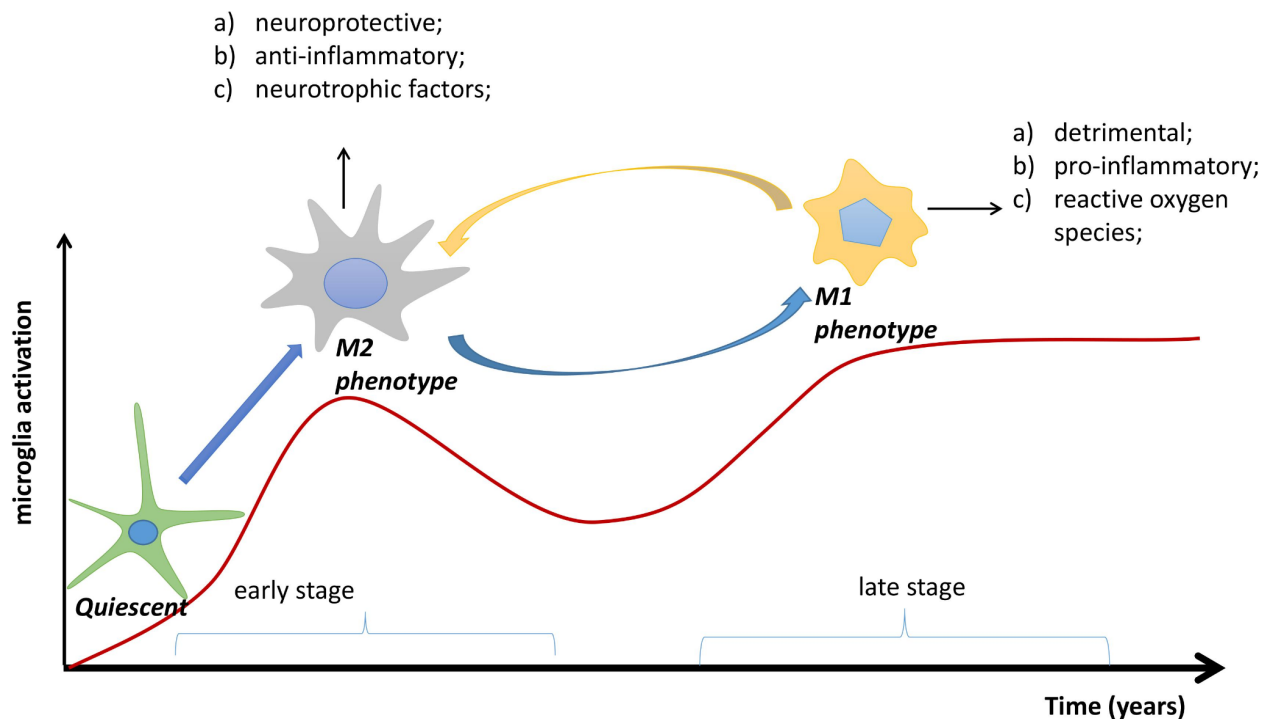 a) neuroprotective;
b) anti-inflammatory;
c) neurotrophic factors;
a) detrimental;
b) pro-inflammatory;
c) reactive oxygen
species;
M2
phenotype
M1
phenotype
microglia activation
Quiescent
early stage
late stage
Time (years)